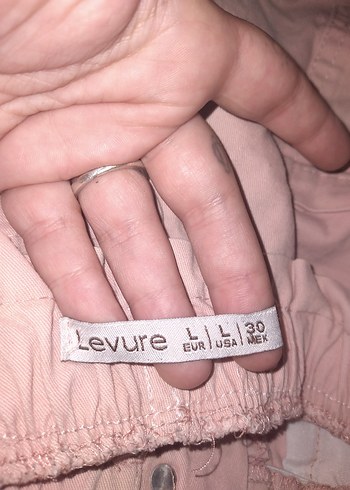 Levure L EUR | L USA | 30 MEX